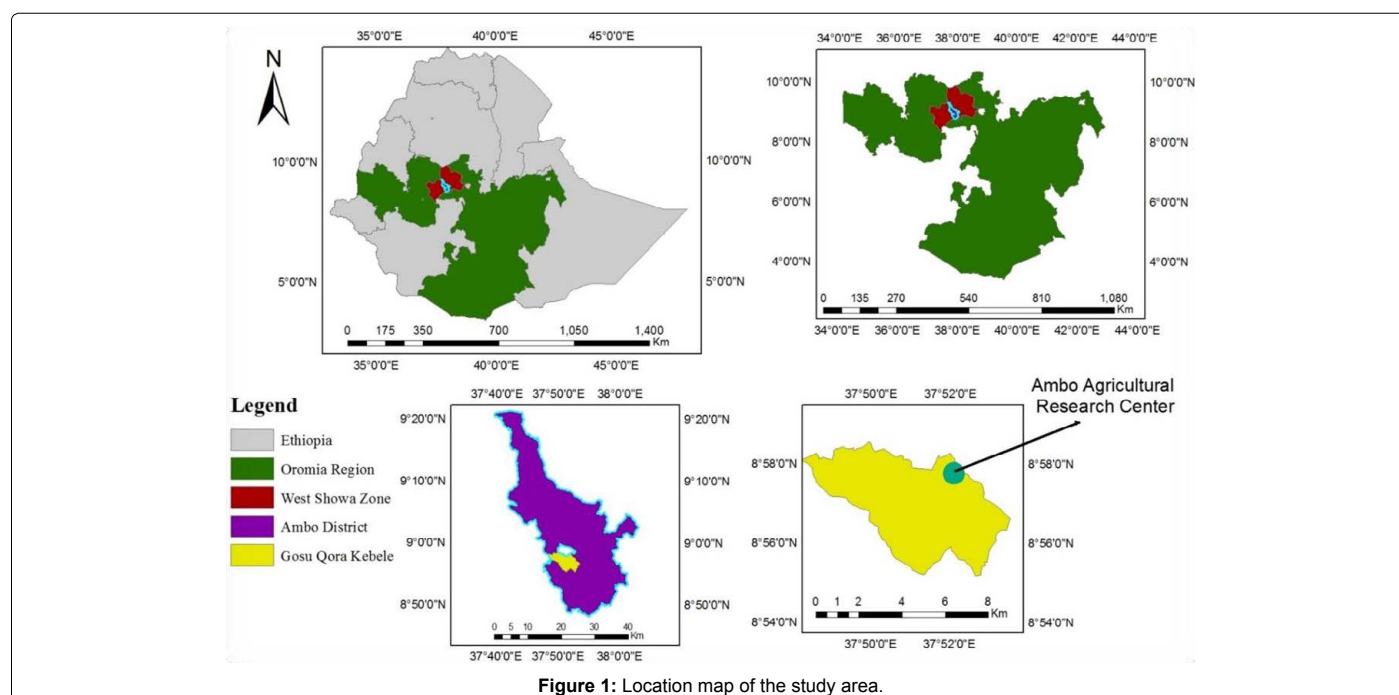 35°0'0"E 40°0'0"E 45°0'0"E
N
10°0'0"N 10°0'0"N
5°0'0"N 5°0'0"N
0 175 350 700 1,050 1,400
Km
35°0'0"E 40°0'0"E 45°0'0"E
34°0'0"E 36°0'0"E 38°0'0"E 40°0'0"E 42°0'0"E 44°0'0"E
10°0'0"N 10°0'0"N
8°0'0"N 8°0'0"N
6°0'0"N 6°0'0"N
4°0'0"N 4°0'0"N
0 135 270 540 810 1,080
Km
34°0'0"E 36°0'0"E 38°0'0"E 40°0'0"E 42°0'0"E 44°0'0"E
Legend
Ethiopia
Oromia Region
West Showa Zone
Ambo District
Gosu Qora Kebele
37°40'0"E 37°50'0"E 38°0'0"E
9°20'0"N 9°20'0"N
9°10'0"N 9°10'0"N
9°0'0"N 9°0'0"N
8°50'0"N 8°50'0"N
0 5 10 20 30 40
Km
37°40'0"E 37°50'0"E 38°0'0"E
Ambo Agricultural
Research Center
37°50'0"E 37°52'0"E
8°58'0"N 8°58'0"N
8°56'0"N 8°56'0"N
0 1 2 4 6 8
Km
8°54'0"N 8°54'0"N
37°50'0"E 37°52'0"E
Figure 1: Location map of the study area.